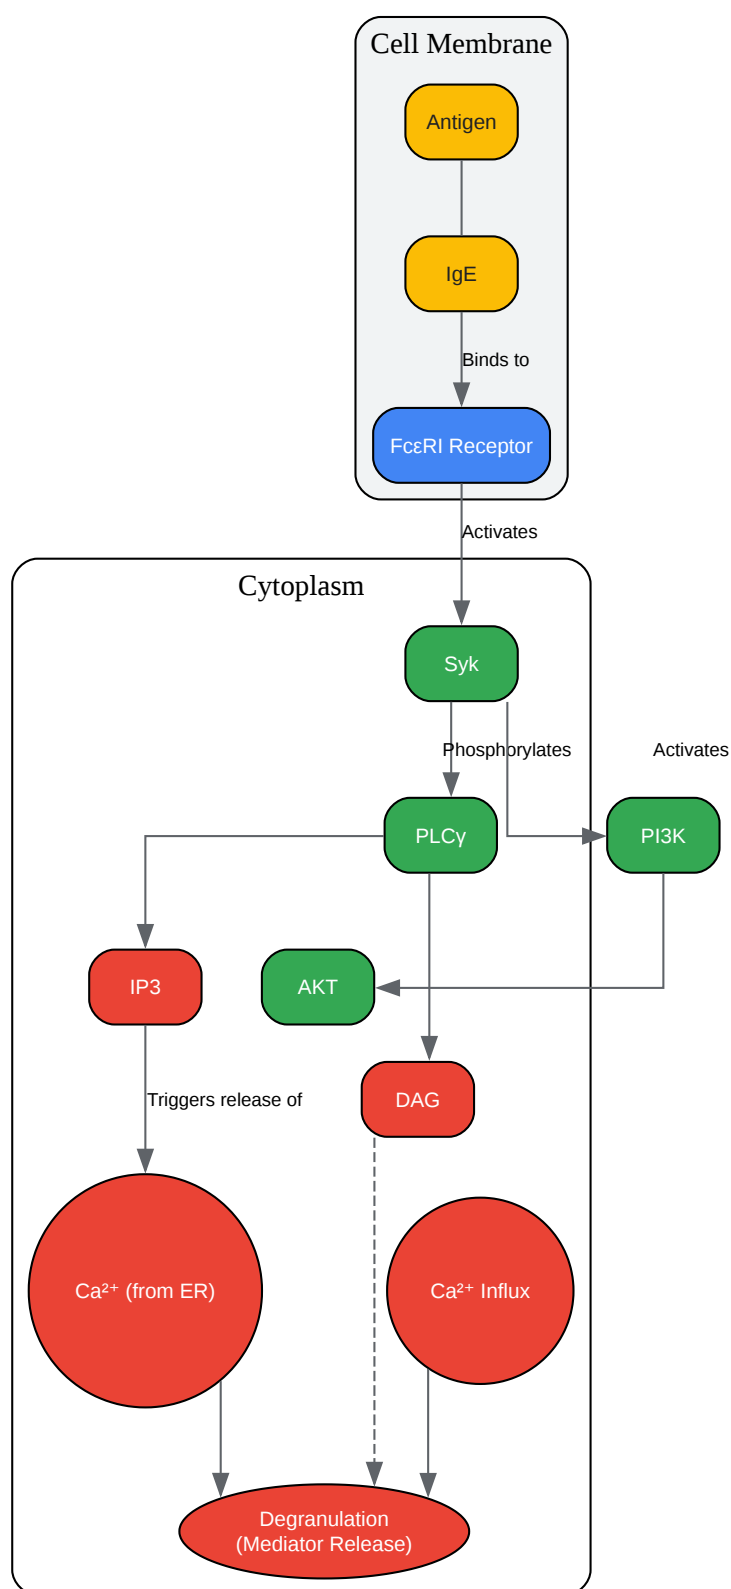 Cell Membrane
Antigen
IgE
Binds to
FcεRI Receptor
Activates
Cytoplasm
Syk
Phosphorylates
Activates
PLCγ
PI3K
IP3
AKT
Triggers release of
DAG
Ca²⁺ (from ER)
Ca²⁺ Influx
Degranulation
(Mediator Release)